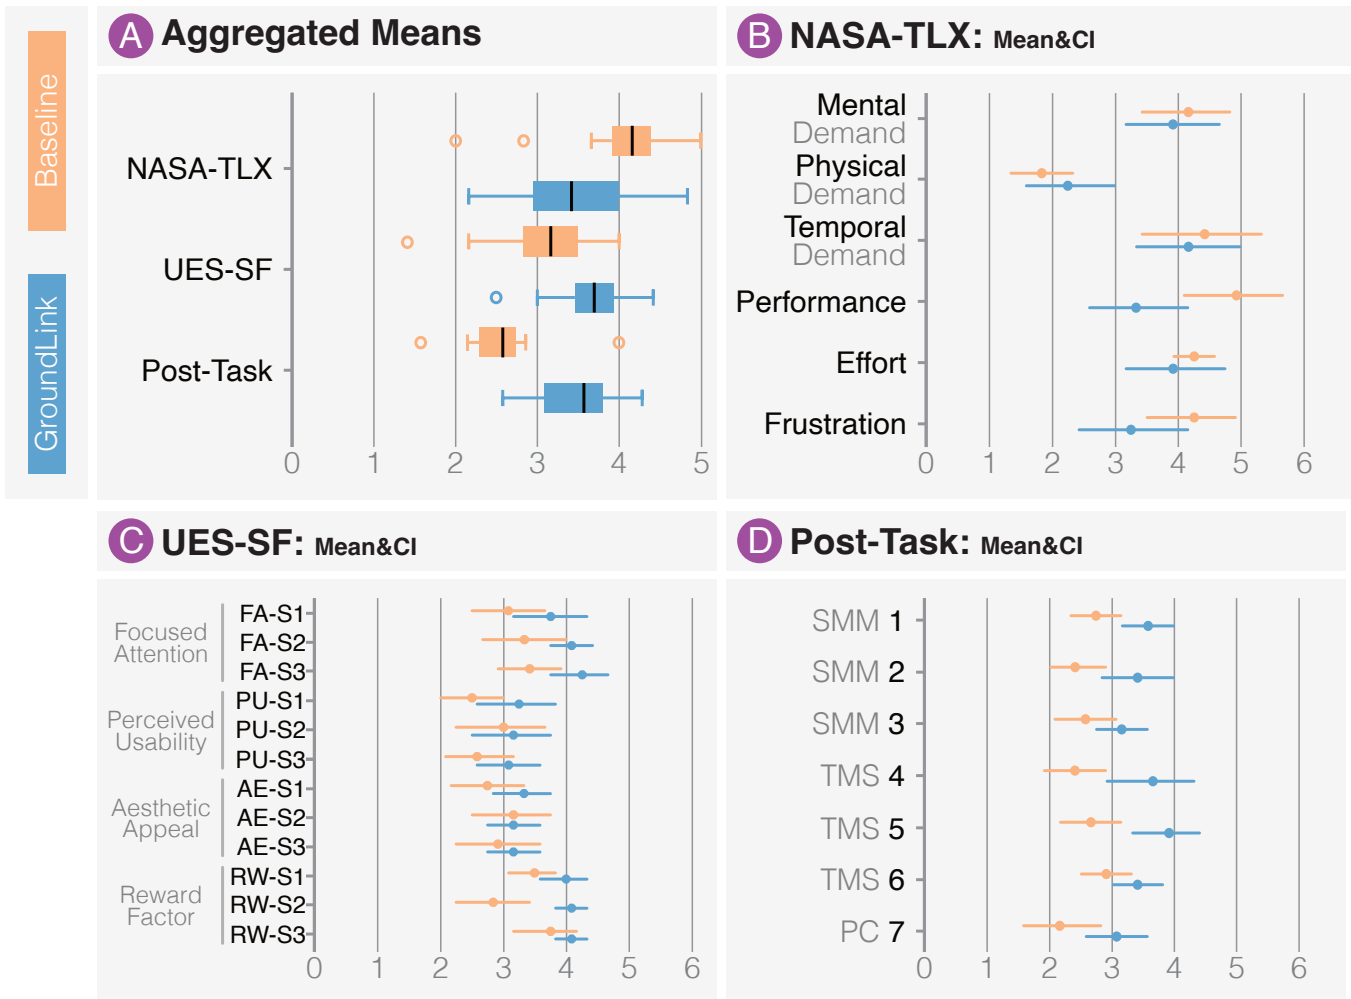 Baseline
GroundLink
A Aggregated Means
NASA-TLX
UES-SF
Post-Task
0 1 2 3 4 5
B NASA-TLX: Mean&CI
Mental
Demand
Physical
Demand
Temporal
Demand
Performance
Effort
Frustration
0 1 2 3 4 5 6
C UES-SF: Mean&CI
Focused
Attention
FA-S1
FA-S2
FA-S3
Perceived
Usability
PU-S1
PU-S2
PU-S3
Aesthetic
Appeal
AE-S1
AE-S2
AE-S3
Reward
Factor
RW-S1
RW-S2
RW-S3
0 1 2 3 4 5 6
D Post-Task: Mean&CI
SMM 1
SMM 2
SMM 3
TMS 4
TMS 5
TMS 6
PC 7
0 1 2 3 4 5 6